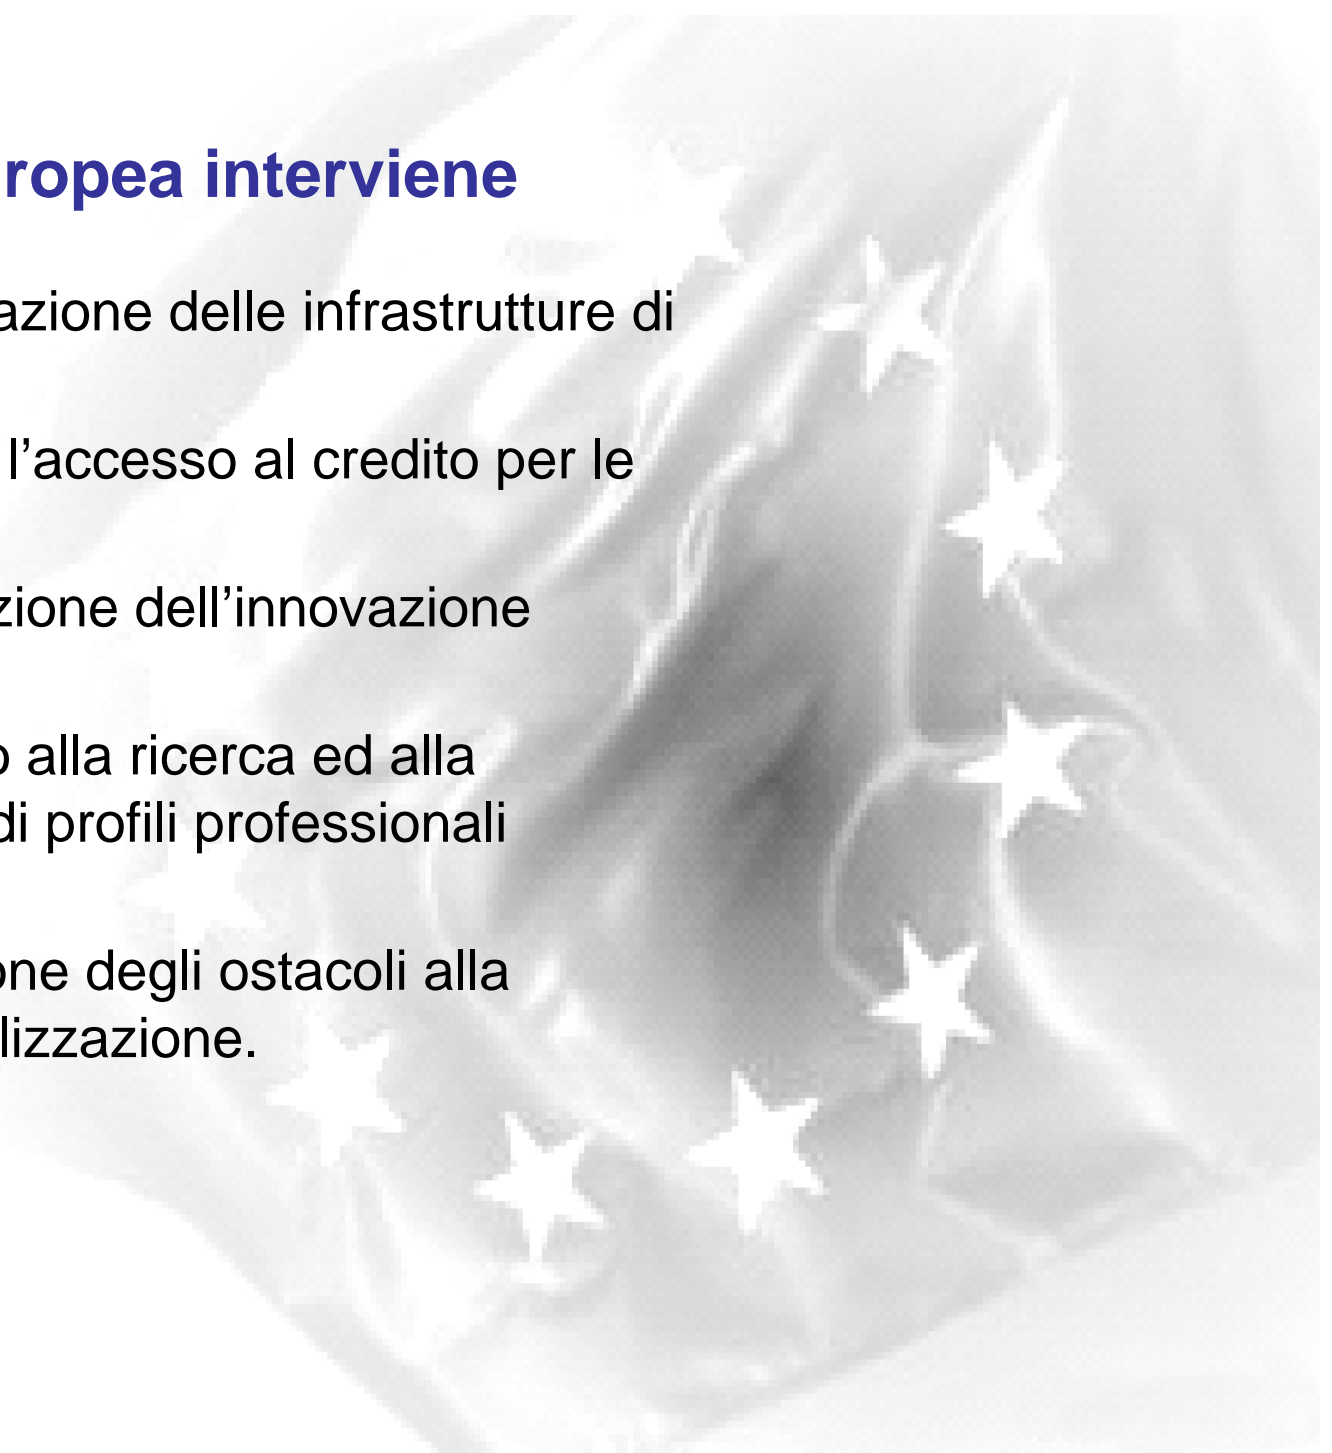 ropea interviene
azione delle infrastrutture di
l’accesso al credito per le
zione dell’innovazione
o alla ricerca ed alla
di profili professionali
one degli ostacoli alla
lizzazione.